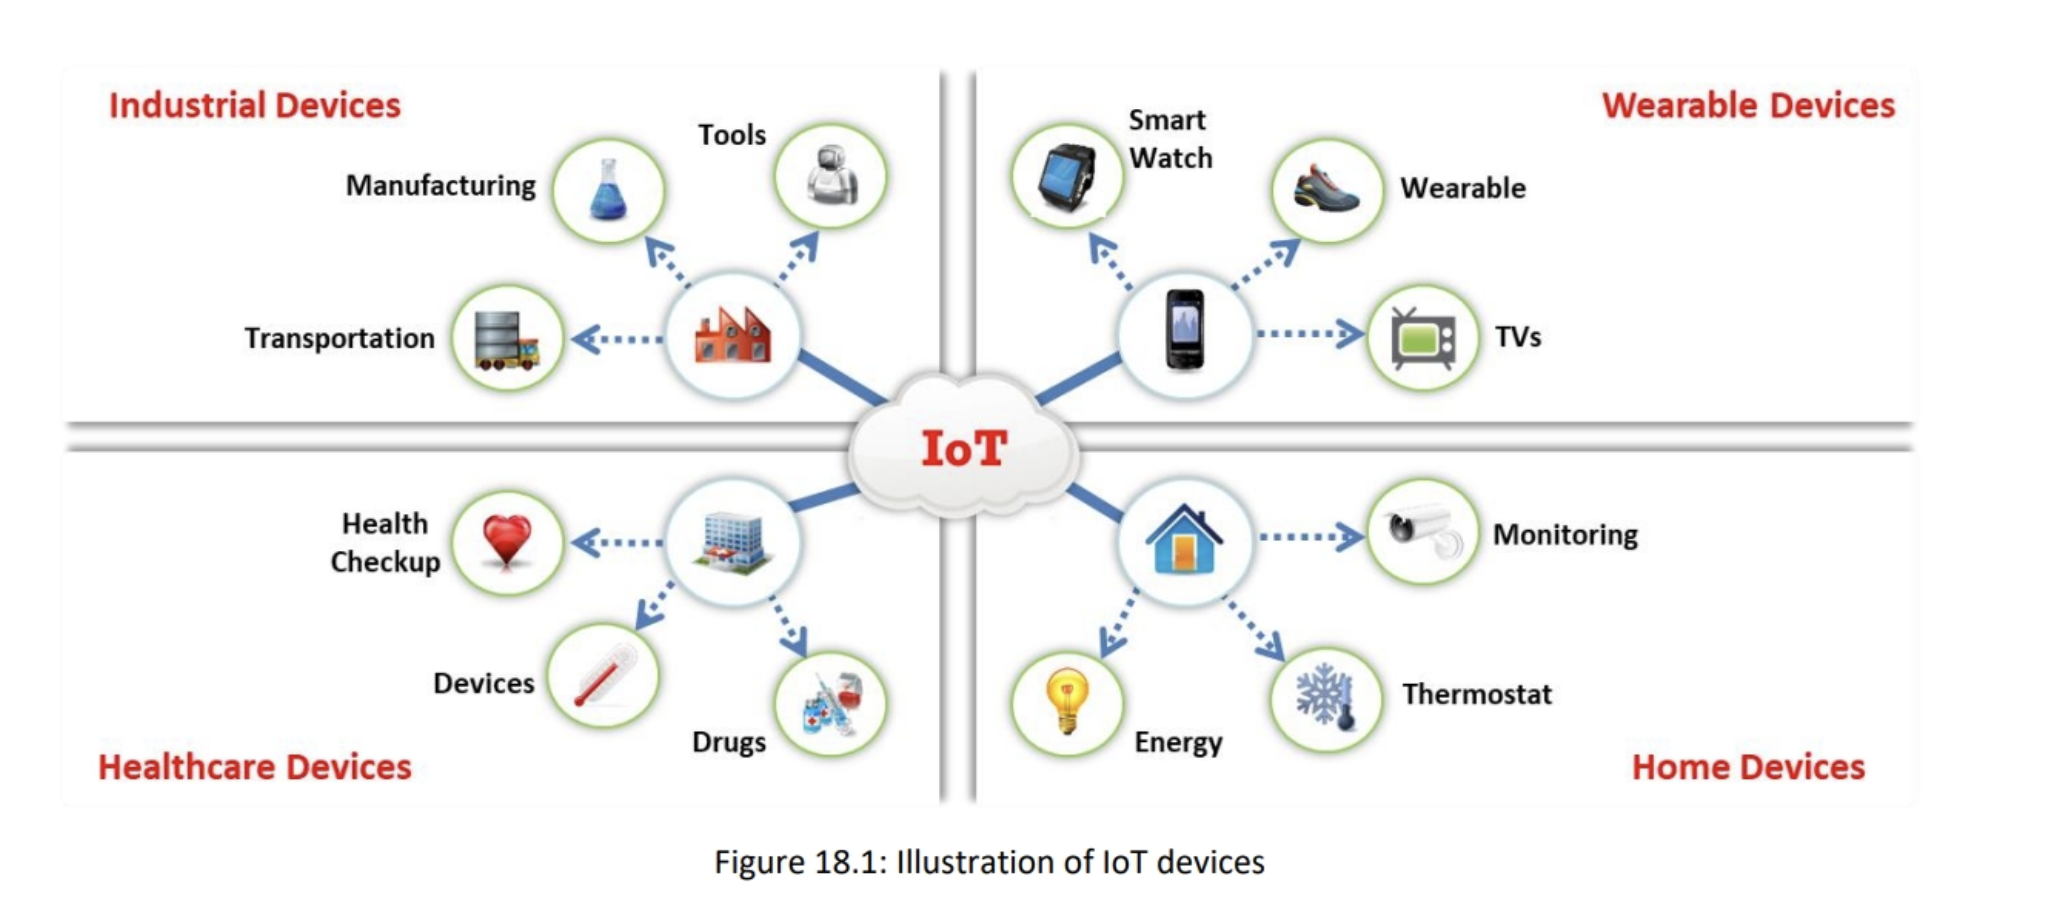 Industrial Devices
Tools
Manufacturing
Transportation
Smart
Watch
Wearable Devices
Wearable
TVs
IoT
Health
Checkup
Devices
Drugs
Healthcare Devices
Monitoring
Thermostat
Energy
Home Devices
Figure 18.1: Illustration of IoT devices